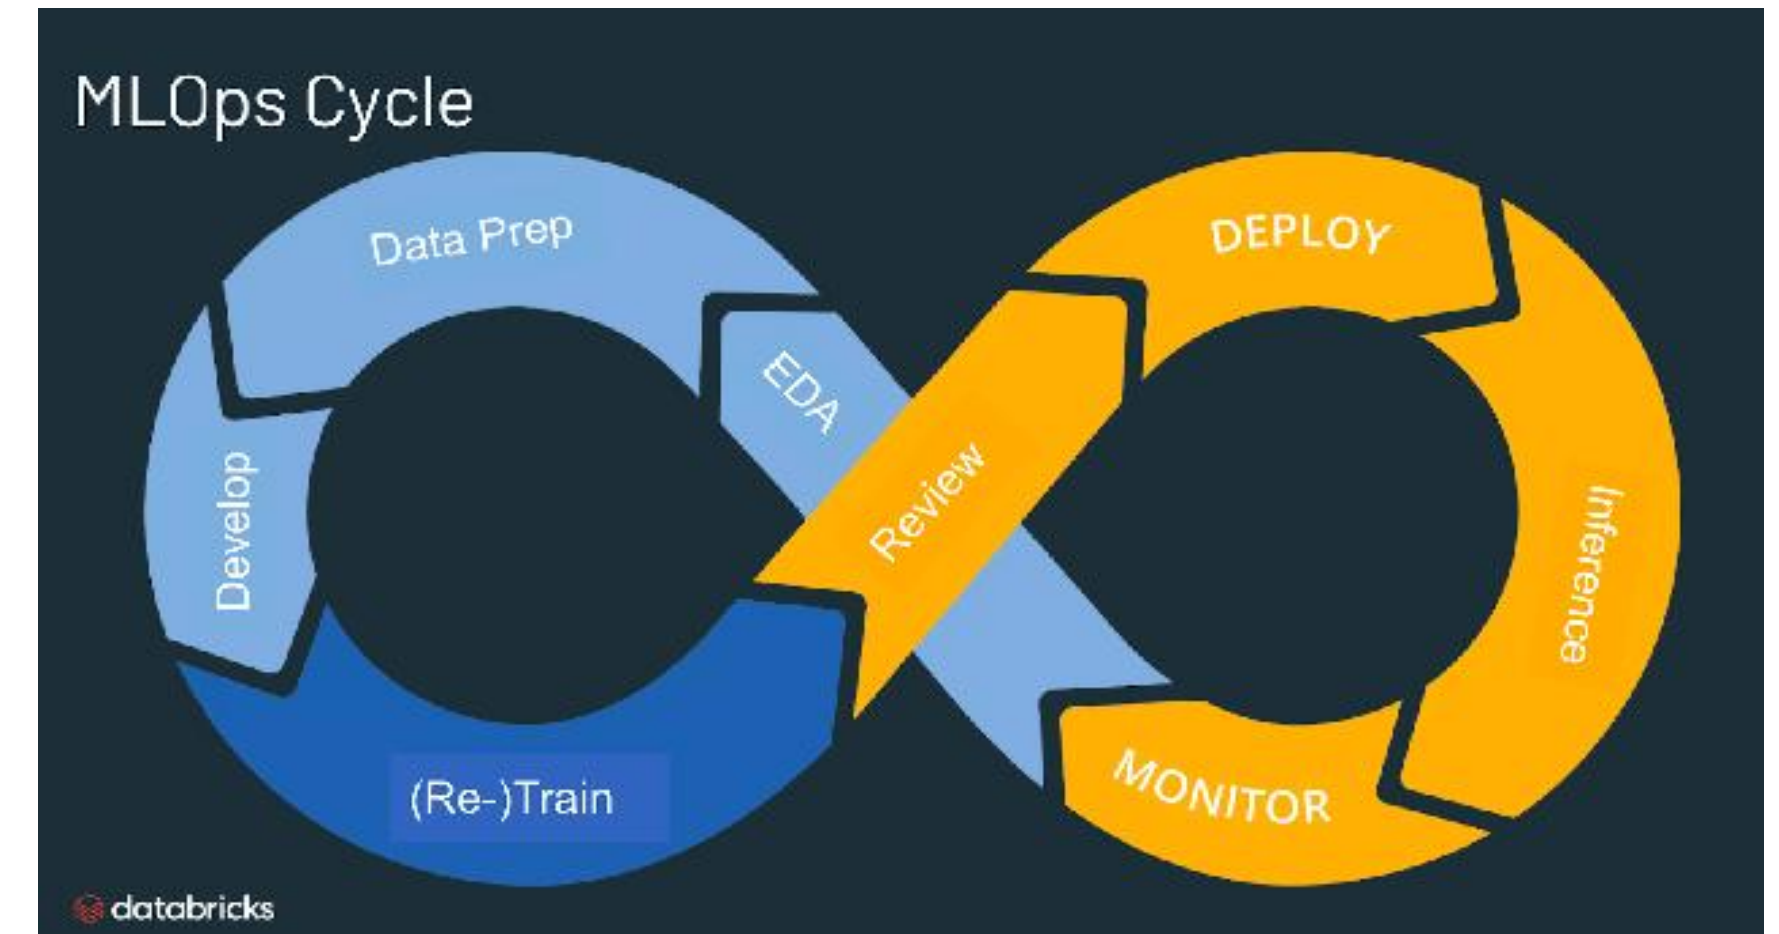 MLOps Cycle
Data Prep
DEPLOY
EDA
Review
Develop
Inference
(Re-)Train
MONITOR
databricks